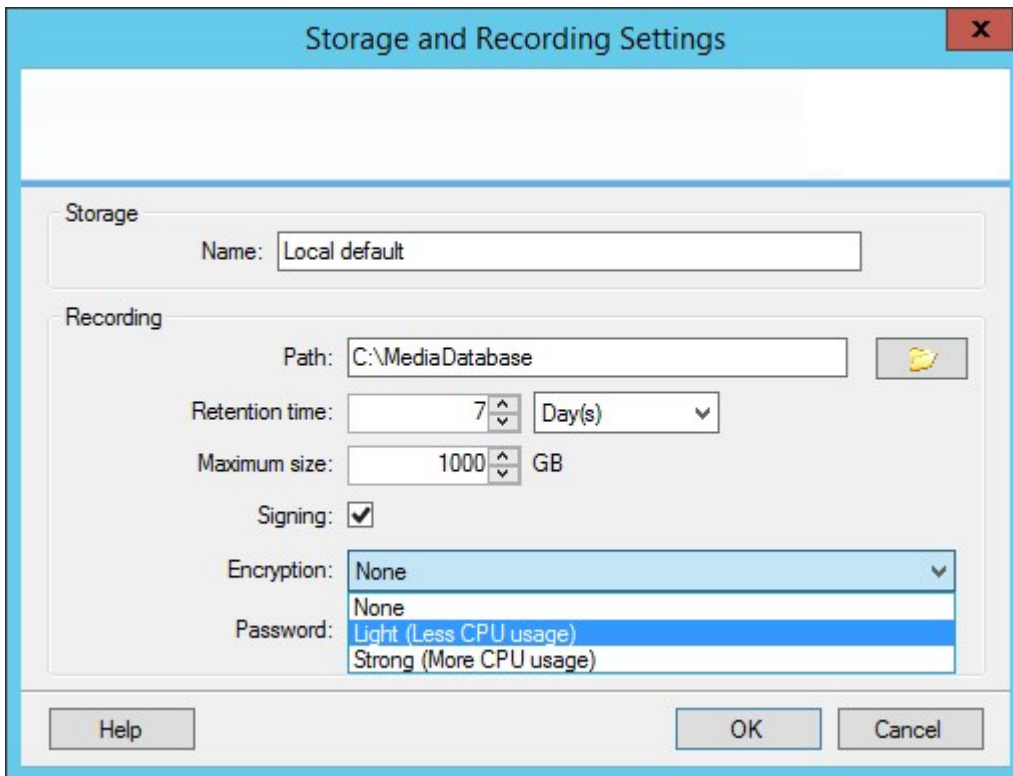 Storage and Recording Settings
x
Storage
Name: Local default
Recording
Path: C:\MediaDatabase
Retention time: 7 Day(s)
Maximum size: 1000 GB
Signing:
Encryption: None
None
Password: Light (Less CPU usage)
Strong (More CPU usage)
Help OK Cancel